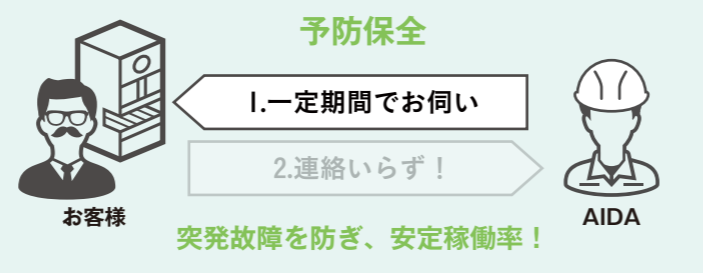 予防保全
1.一定期間でお伺い
2.連絡いらず！
お客様
AIDA
突発故障を防ぎ、安定稼働率！